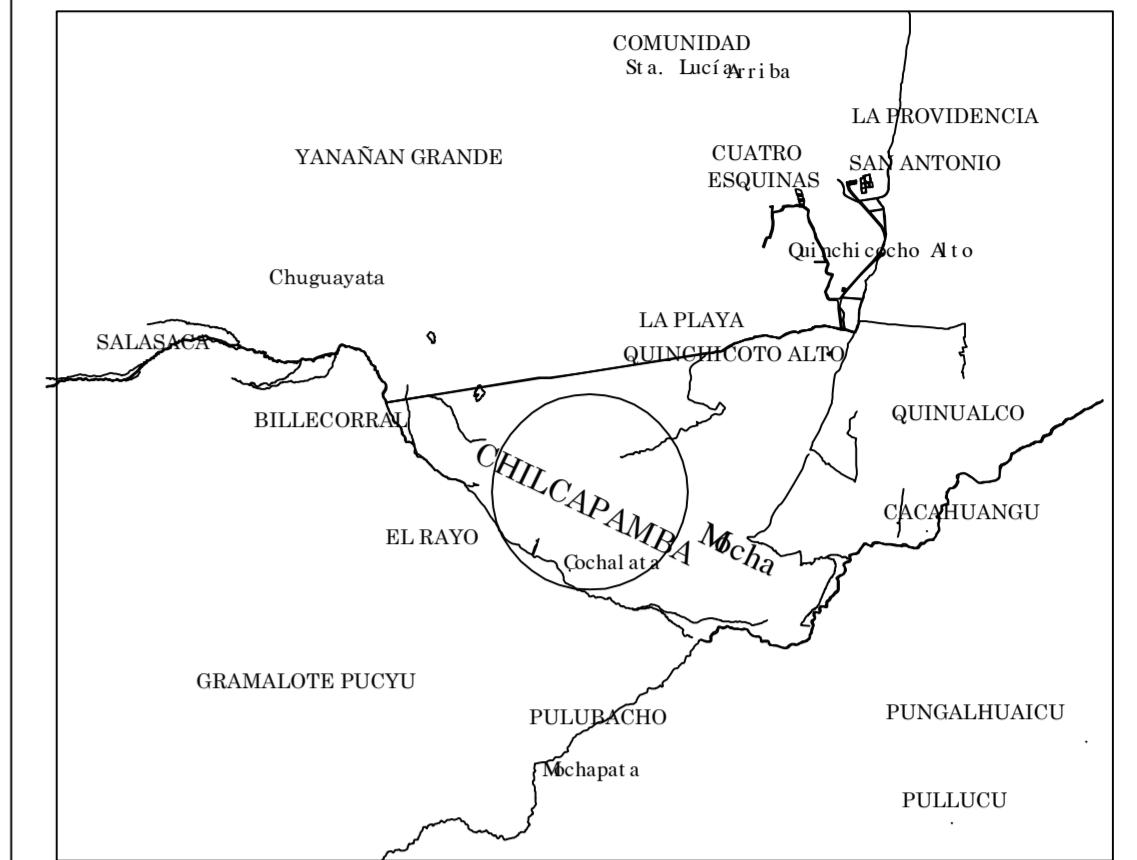 COMUNIDAD
Sta. Lucía Arriba
LA PROVIDENCIA
YANAÑAN GRANDE
CUATRO
ESQUINAS
SAN ANTONIO
Quinchicocho Alto
Chuguayata
LA PLAYA
SALASACA
QUINCHICOTO ALTO
BILLECORRAL
QUINUALCO
CHILCAPAMBA
CACAHUANGU
EL RAYO
Mocha
Cochalata
GRAMALOTE PUCYU
PULUBACHO
PUNGALHUAICU
Mochapata
PULLUCU